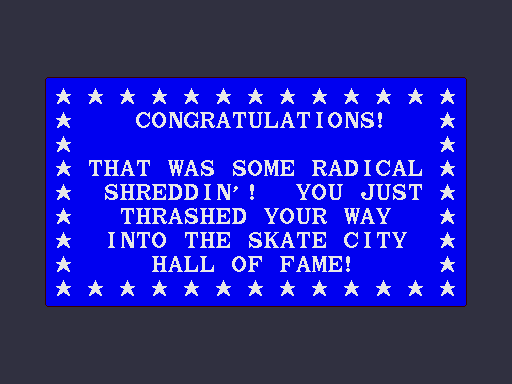 CONGRATULATIONS!
THAT WAS SOME RADICAL
SHREDDIN'! YOU JUST
THRASHED YOUR WAY
INTO THE SKATE CITY
HALL OF FAME!